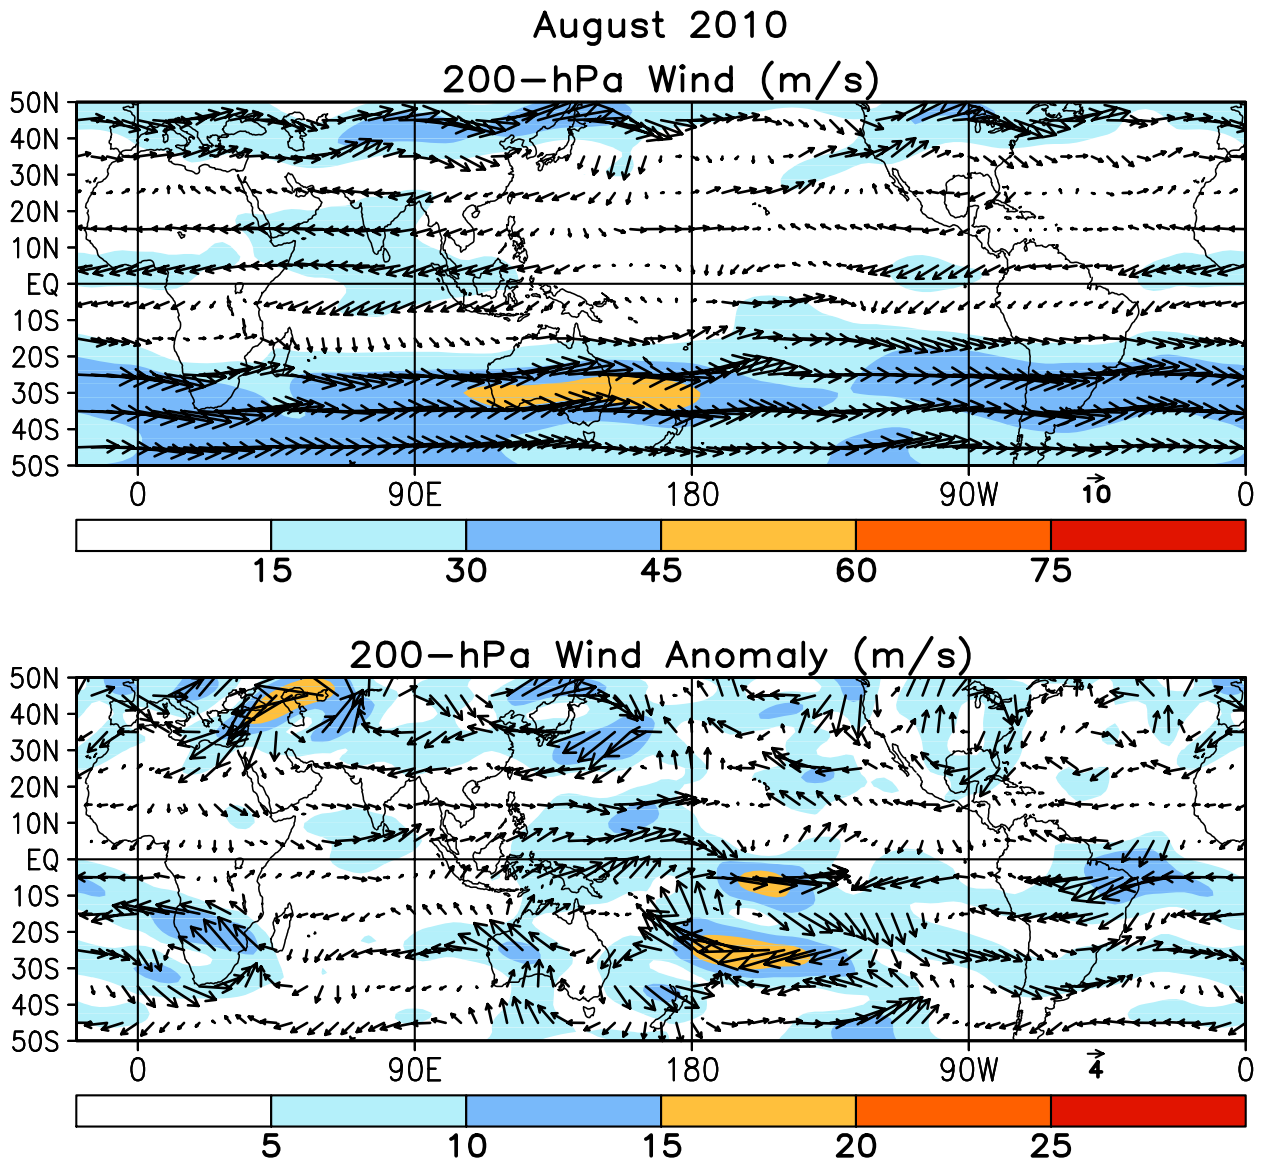 August 2010
200-hPa Wind (m/s)
50N
40N
30N
20N
10N
EQ
10S
20S
30S
40S
50S
0 90E 180 90W 10 0
15 30 45 60 75
200-hPa Wind Anomaly (m/s)
50N
40N
30N
20N
10N
EQ
10S
20S
30S
40S
50S
0 90E 180 90W 4 0
5 10 15 20 25